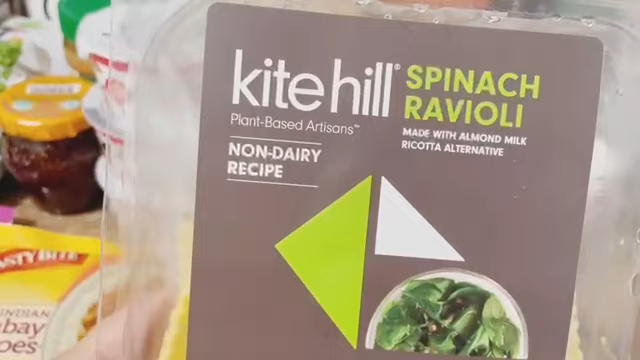 kite hill®
Plant-Based Artisans™
NON-DAIRY
RECIPE
SPINACH
RAVIOLI
MADE WITH ALMOND MILK
RICOTTA ALTERNATIVE
TASTY BITE
INDIAN